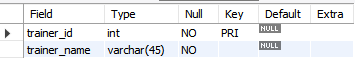 Field Type Null Key Default Extra
trainer_id int NO PRI NULL
trainer_name varchar(45) NO NULL